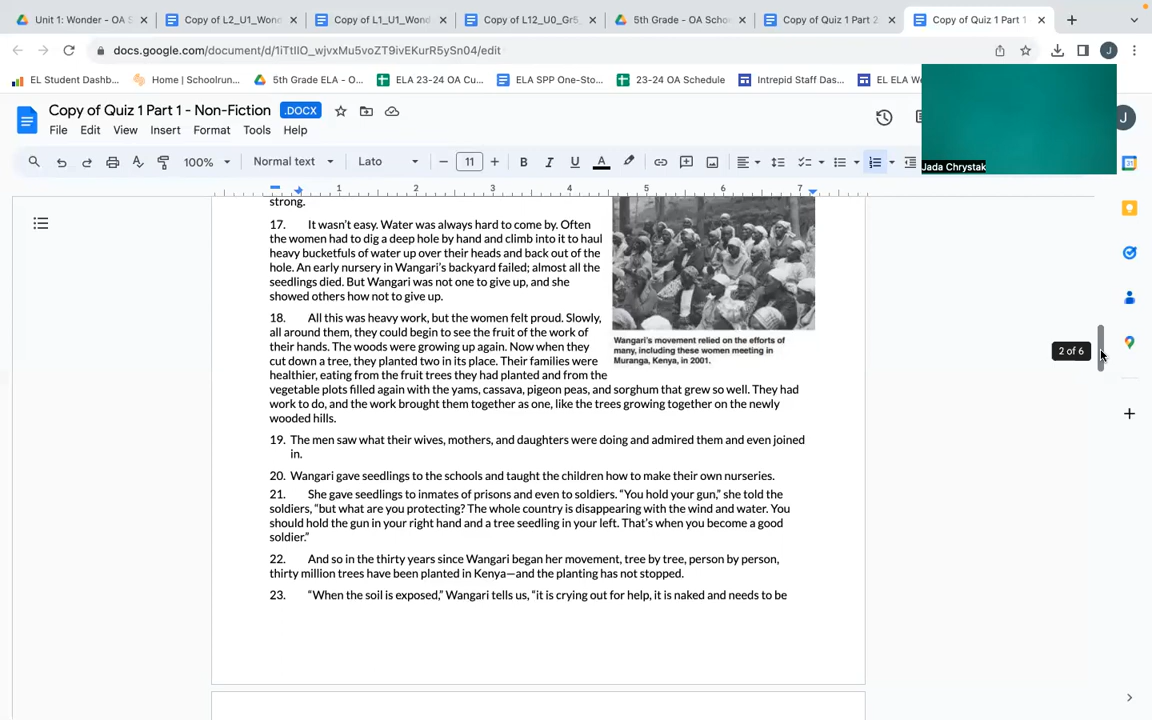 Unit 1: Wonder - OA S
Copy of L2_U1_Wond
Copy of L1_U1_Wond
Copy of L12_U0_Gr5_
5th Grade - OA Schoo
Copy of Quiz 1 Part 2
Copy of Quiz 1 Part 1
docs.google.com/document/d/1iTtIlO_wjvxMu5voZT9ivEKurR5ySn04/edit
EL Student Dashb...
Home | Schoolrun...
5th Grade ELA - O...
ELA 23-24 OA Cu...
ELA SPP One-Sto...
23-24 OA Schedule
Intrepid Staff Das...
EL ELA We
Copy of Quiz 1 Part 1 - Non-Fiction
.DOCX
File Edit View Insert Format Tools Help
J
100%
Normal text
Lato
11
Jada Chrystak
1 2 3 4 5 6 7
strong.
17. It wasn't easy. Water was always hard to come by. Often
the women had to dig a deep hole by hand and climb into it to haul
heavy bucketfuls of water up over their heads and back out of the
hole. An early nursery in Wangari's backyard failed; almost all the
seedlings died. But Wangari was not one to give up, and she
showed others how not to give up.
18. All this was heavy work, but the women felt proud. Slowly,
all around them, they could begin to see the fruit of the work of
their hands. The woods were growing up again. Now when they
cut down a tree, they planted two in its place. Their families were
healthier, eating from the fruit trees they had planted and from the
vegetable plots filled again with the yams, cassava, pigeon peas, and sorghum that grew so well. They had
work to do, and the work brought them together as one, like the trees growing together on the newly
wooded hills.
Wangari's movement relied on the efforts of
many, including these women meeting in
Muranga, Kenya, in 2001.
2 of 6
19. The men saw what their wives, mothers, and daughters were doing and admired them and even joined
in.
20. Wangari gave seedlings to the schools and taught the children how to make their own nurseries.
21. She gave seedlings to inmates of prisons and even to soldiers. “You hold your gun,” she told the
soldiers, “but what are you protecting? The whole country is disappearing with the wind and water. You
should hold the gun in your right hand and a tree seedling in your left. That's when you become a good
soldier.”
22. And so in the thirty years since Wangari began her movement, tree by tree, person by person,
thirty million trees have been planted in Kenya—and the planting has not stopped.
23. “When the soil is exposed,” Wangari tells us, “it is crying out for help, it is naked and needs to be